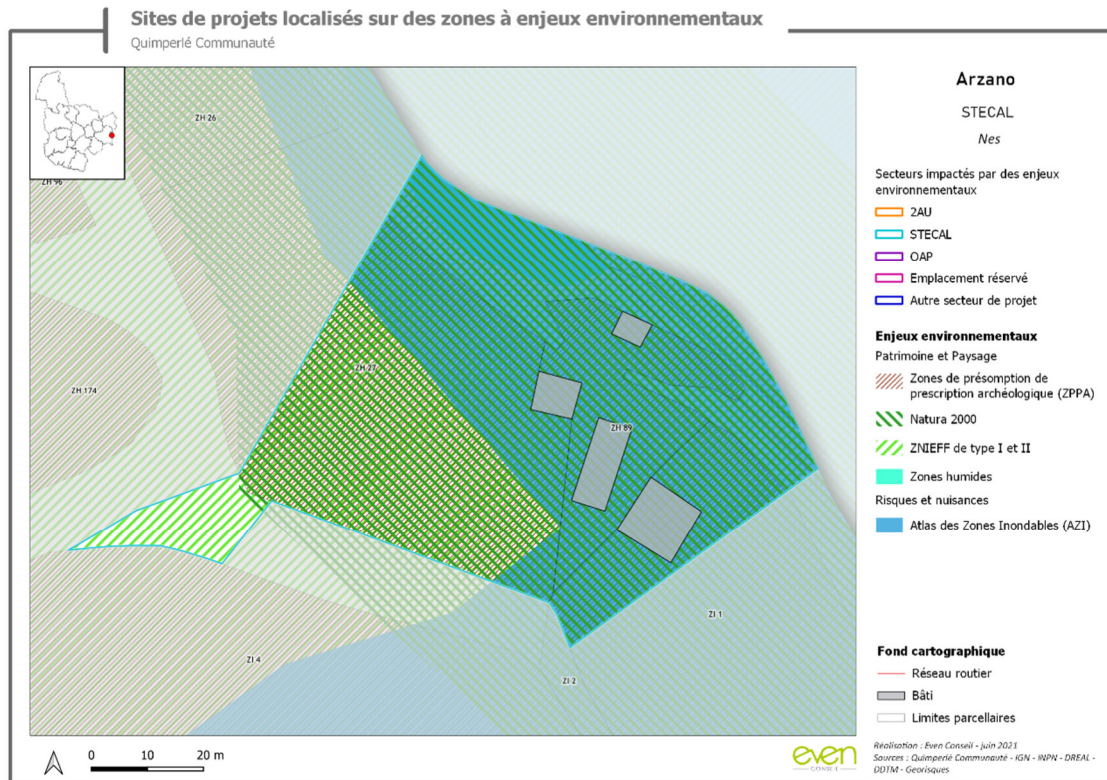 Sites de projets localisés sur des zones à enjeux environnementaux
Quimperlé Communauté
ZH 26
ZH 96
ZH 27
ZH 174
ZH 89
ZI 1
ZI 4
ZI 2
0 10 20 m
Arzano
STECAL
Nes
Secteurs impactés par des enjeux
environnementaux
2AU
STECAL
OAP
Emplacement réservé
Autre secteur de projet
Enjeux environnementaux
Patrimoine et Paysage
Zones de présomption de
prescription archéologique (ZPPA)
Natura 2000
ZNIEFF de type I et II
Zones humides
Risques et nuisances
Atlas des Zones Inondables (AZI)
Fond cartographique
Réseau routier
Bâti
Limites parcellaires
even
CONSEIL
Réalisation : Even Conseil - juin 2021
Sources : Quimperlé Communauté - IGN - INPN - DREAL -
DDTM - Georisques